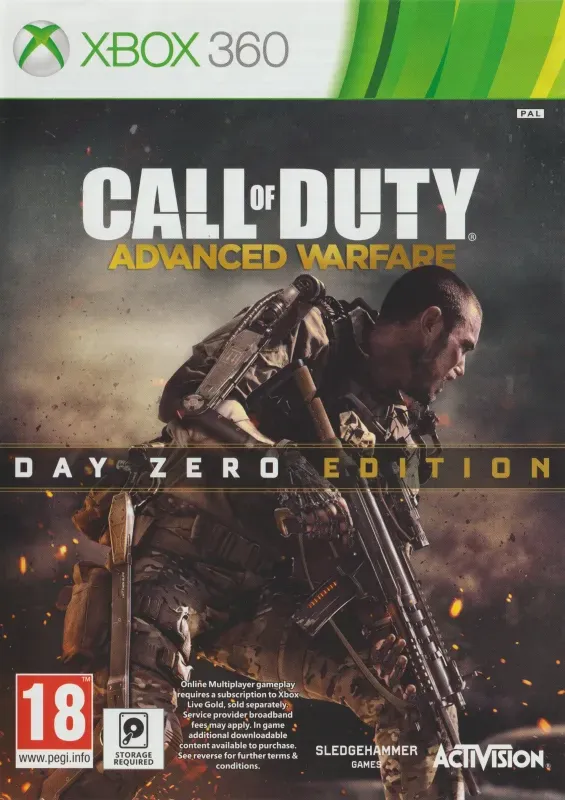 XBOX 360
PAL
CALL OF DUTY®
ADVANCED WARFARE
DAY ZERO EDITION
Online Multiplayer gameplay
requires a subscription to Xbox
Live Gold, sold separately.
Service provider broadband
fees may apply. In game
additional downloadable
content available to purchase.
See reverse for further terms &
conditions.
18™
www.pegi.info
STORAGE
REQUIRED
SLEDGEHAMMER
GAMES
ACTIVISION®